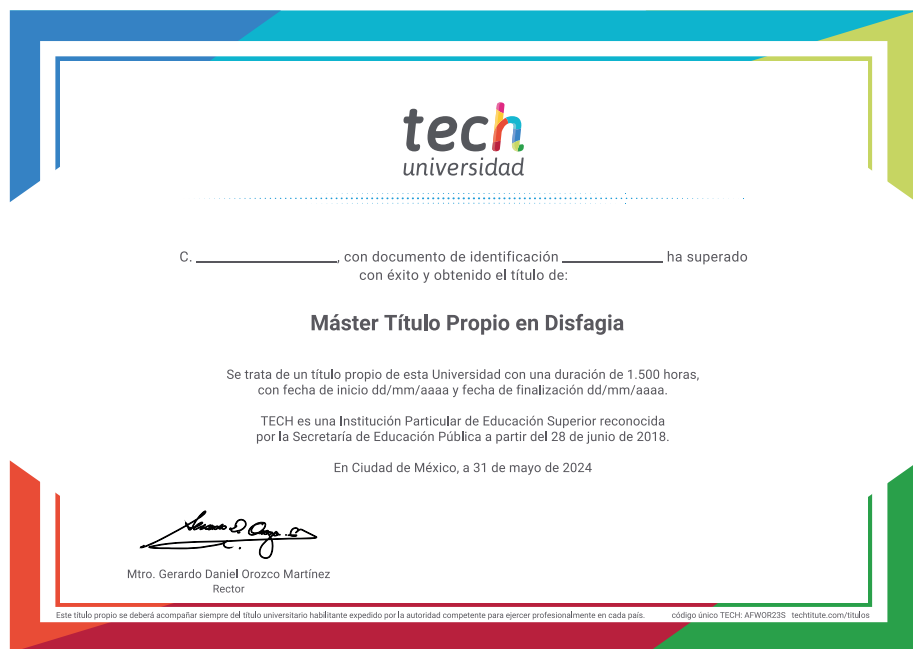 tech
universidad
C. ____________________, con documento de identificación ______________ ha superado
con éxito y obtenido el título de:
Máster Título Propio en Disfagia
Se trata de un título propio de esta Universidad con una duración de 1.500 horas,
con fecha de inicio dd/mm/aaaa y fecha de finalización dd/mm/aaaa.
TECH es una Institución Particular de Educación Superior reconocida
por la Secretaría de Educación Pública a partir del 28 de junio de 2018.
En Ciudad de México, a 31 de mayo de 2024
Mtro. Gerardo Daniel Orozco Martínez
Rector
Este título propio se deberá acompañar siempre del título universitario habilitante expedido por la autoridad competente para ejercer profesionalmente en cada país. código único TECH: AFWOR23S techtitute.com/titulos